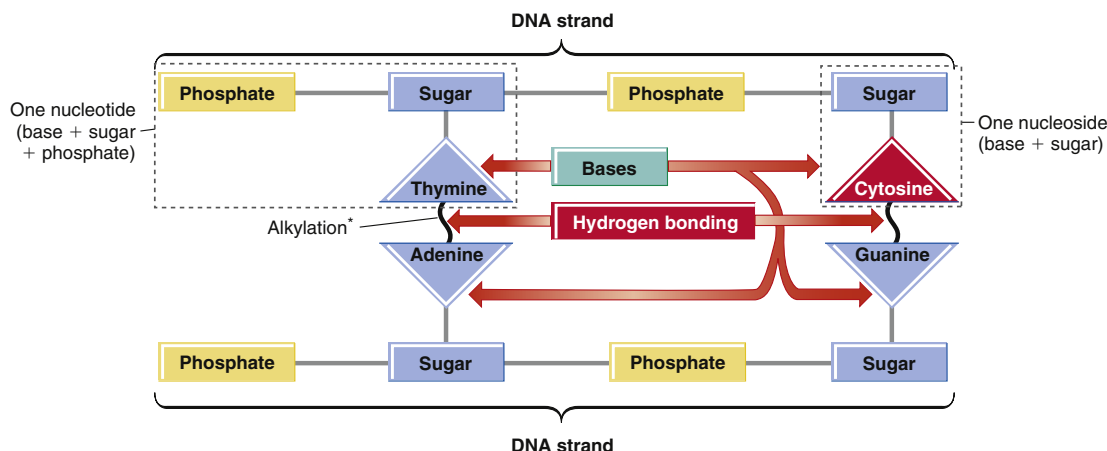 DNA strand
Phosphate
Sugar
Phosphate
Sugar
One nucleotide
(base + sugar
+ phosphate)
One nucleoside
(base + sugar)
Thymine
Bases
Cytosine
Alkylation*
Hydrogen bonding
Adenine
Guanine
Phosphate
Sugar
Phosphate
Sugar
DNA strand